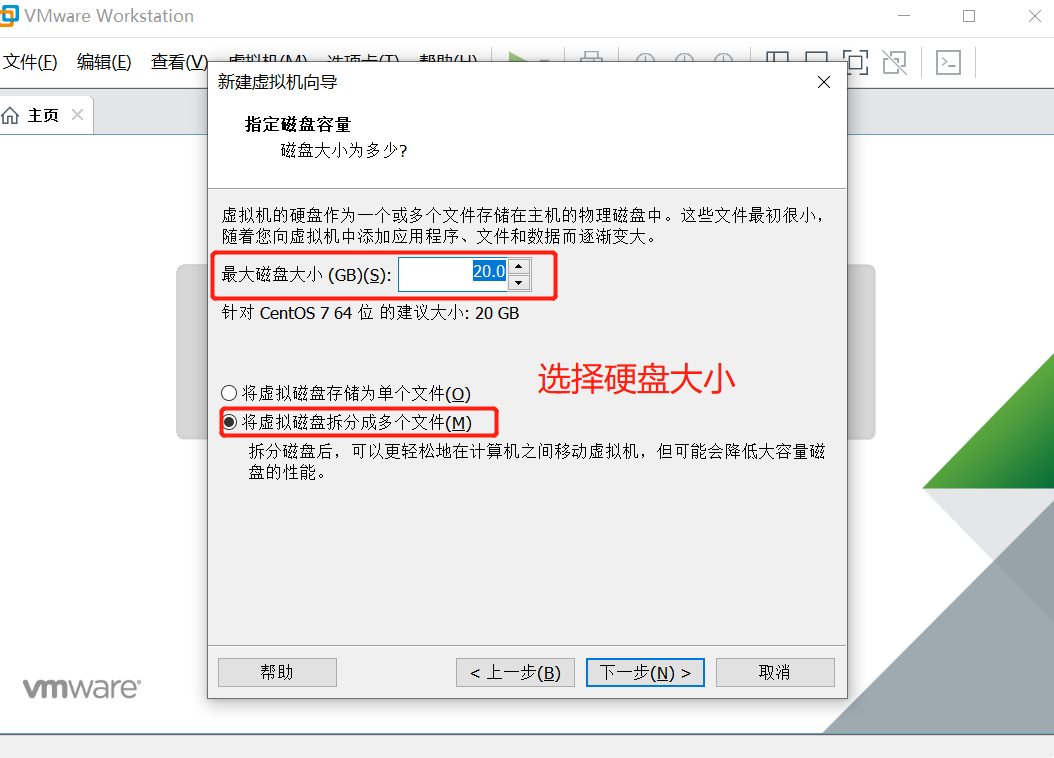 VMware Workstation
文件(F) 编辑(E) 查看(V) 虚拟机(M) 选项卡(T) 帮助(H)
新建虚拟机向导
主页
指定磁盘容量
磁盘大小为多少?
虚拟机的硬盘作为一个或多个文件存储在主机的物理磁盘中。这些文件最初很小，
随着您向虚拟机中添加应用程序、文件和数据而逐渐变大。
最大磁盘大小 (GB)(S): 20.0
针对 CentOS 7 64 位 的建议大小: 20 GB
选择硬盘大小
将虚拟磁盘存储为单个文件(O)
将虚拟磁盘拆分成多个文件(M)
拆分磁盘后，可以更轻松地在计算机之间移动虚拟机，但可能会降低大容量磁
盘的性能。
帮助 < 上一步(B) 下一步(N) > 取消
vmware®